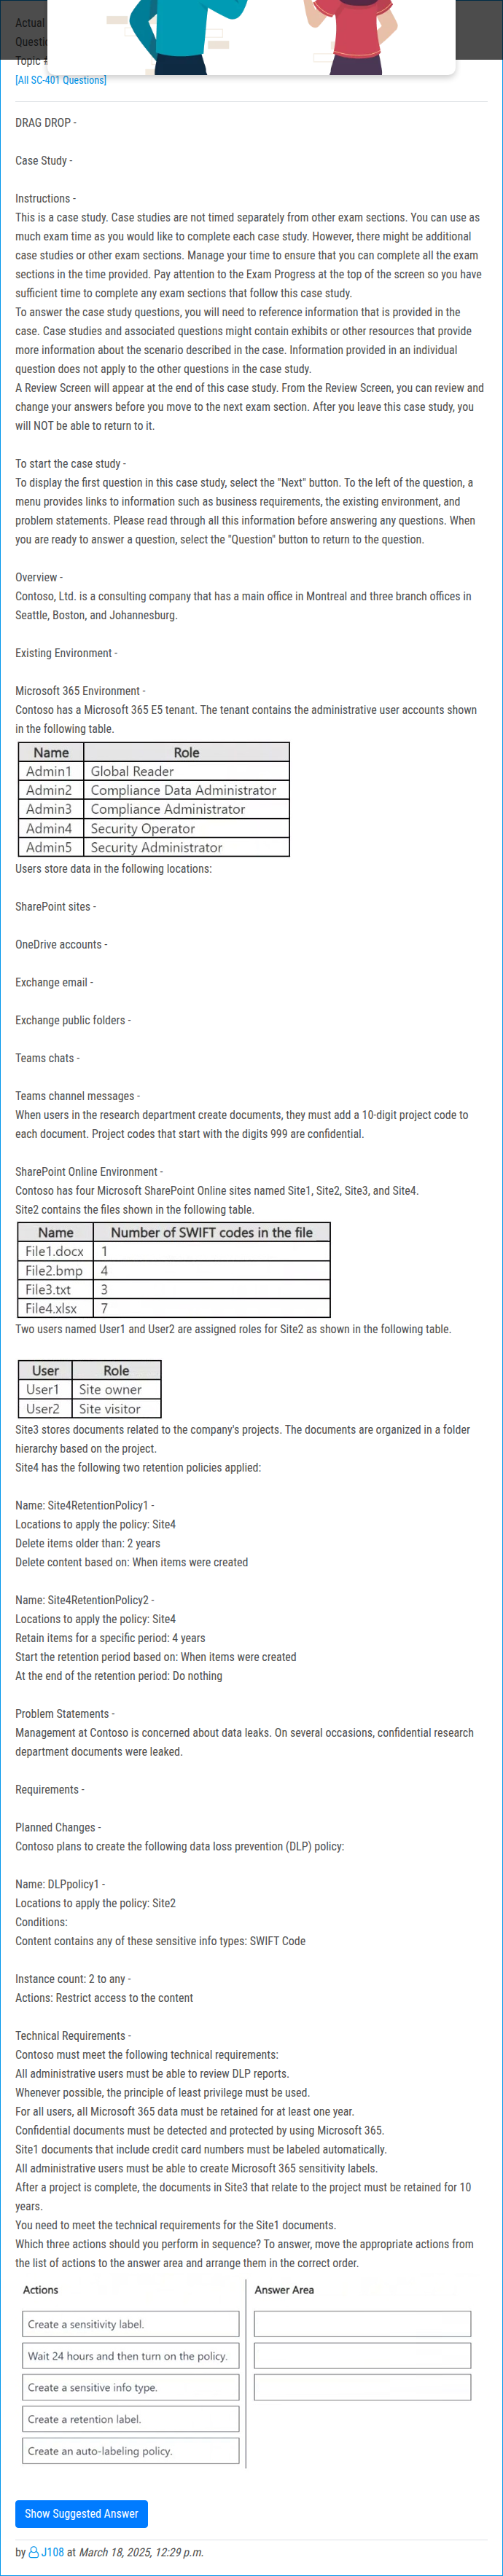 Actual
Questio
Topic #
[All SC-401 Questions]
DRAG DROP -
Case Study -
Instructions -
This is a case study. Case studies are not timed separately from other exam sections. You can use as
much exam time as you would like to complete each case study. However, there might be additional
case studies or other exam sections. Manage your time to ensure that you can complete all the exam
sections in the time provided. Pay attention to the Exam Progress at the top of the screen so you have
sufficient time to complete any exam sections that follow this case study.
To answer the case study questions, you will need to reference information that is provided in the
case. Case studies and associated questions might contain exhibits or other resources that provide
more information about the scenario described in the case. Information provided in an individual
question does not apply to the other questions in the case study.
A Review Screen will appear at the end of this case study. From the Review Screen, you can review and
change your answers before you move to the next exam section. After you leave this case study, you
will NOT be able to return to it.
To start the case study -
To display the first question in this case study, select the "Next" button. To the left of the question, a
menu provides links to information such as business requirements, the existing environment, and
problem statements. Please read through all this information before answering any questions. When
you are ready to answer a question, select the "Question" button to return to the question.
Overview -
Contoso, Ltd. is a consulting company that has a main office in Montreal and three branch offices in
Seattle, Boston, and Johannesburg.
Existing Environment -
Microsoft 365 Environment -
Contoso has a Microsoft 365 E5 tenant. The tenant contains the administrative user accounts shown
in the following table.
Name Role
Admin1 Global Reader
Admin2 Compliance Data Administrator
Admin3 Compliance Administrator
Admin4 Security Operator
Admin5 Security Administrator
Users store data in the following locations:
SharePoint sites -
OneDrive accounts -
Exchange email -
Exchange public folders -
Teams chats -
Teams channel messages -
When users in the research department create documents, they must add a 10-digit project code to
each document. Project codes that start with the digits 999 are confidential.
SharePoint Online Environment -
Contoso has four Microsoft SharePoint Online sites named Site1, Site2, Site3, and Site4.
Site2 contains the files shown in the following table.
Name Number of SWIFT codes in the file
File1.docx 1
File2.bmp 4
File3.txt 3
File4.xlsx 7
Two users named User1 and User2 are assigned roles for Site2 as shown in the following table.
User Role
User1 Site owner
User2 Site visitor
Site3 stores documents related to the company's projects. The documents are organized in a folder
hierarchy based on the project.
Site4 has the following two retention policies applied:
Name: Site4RetentionPolicy1 -
Locations to apply the policy: Site4
Delete items older than: 2 years
Delete content based on: When items were created
Name: Site4RetentionPolicy2 -
Locations to apply the policy: Site4
Retain items for a specific period: 4 years
Start the retention period based on: When items were created
At the end of the retention period: Do nothing
Problem Statements -
Management at Contoso is concerned about data leaks. On several occasions, confidential research
department documents were leaked.
Requirements -
Planned Changes -
Contoso plans to create the following data loss prevention (DLP) policy:
Name: DLPpolicy1 -
Locations to apply the policy: Site2
Conditions:
Content contains any of these sensitive info types: SWIFT Code
Instance count: 2 to any -
Actions: Restrict access to the content
Technical Requirements -
Contoso must meet the following technical requirements:
All administrative users must be able to review DLP reports.
Whenever possible, the principle of least privilege must be used.
For all users, all Microsoft 365 data must be retained for at least one year.
Confidential documents must be detected and protected by using Microsoft 365.
Site1 documents that include credit card numbers must be labeled automatically.
All administrative users must be able to create Microsoft 365 sensitivity labels.
After a project is complete, the documents in Site3 that relate to the project must be retained for 10
years.
You need to meet the technical requirements for the Site1 documents.
Which three actions should you perform in sequence? To answer, move the appropriate actions from
the list of actions to the answer area and arrange them in the correct order.
Actions Answer Area
Create a sensitivity label.
Wait 24 hours and then turn on the policy.
Create a sensitive info type.
Create a retention label.
Create an auto-labeling policy.
Show Suggested Answer
by J108 at March 18, 2025, 12:29 p.m.